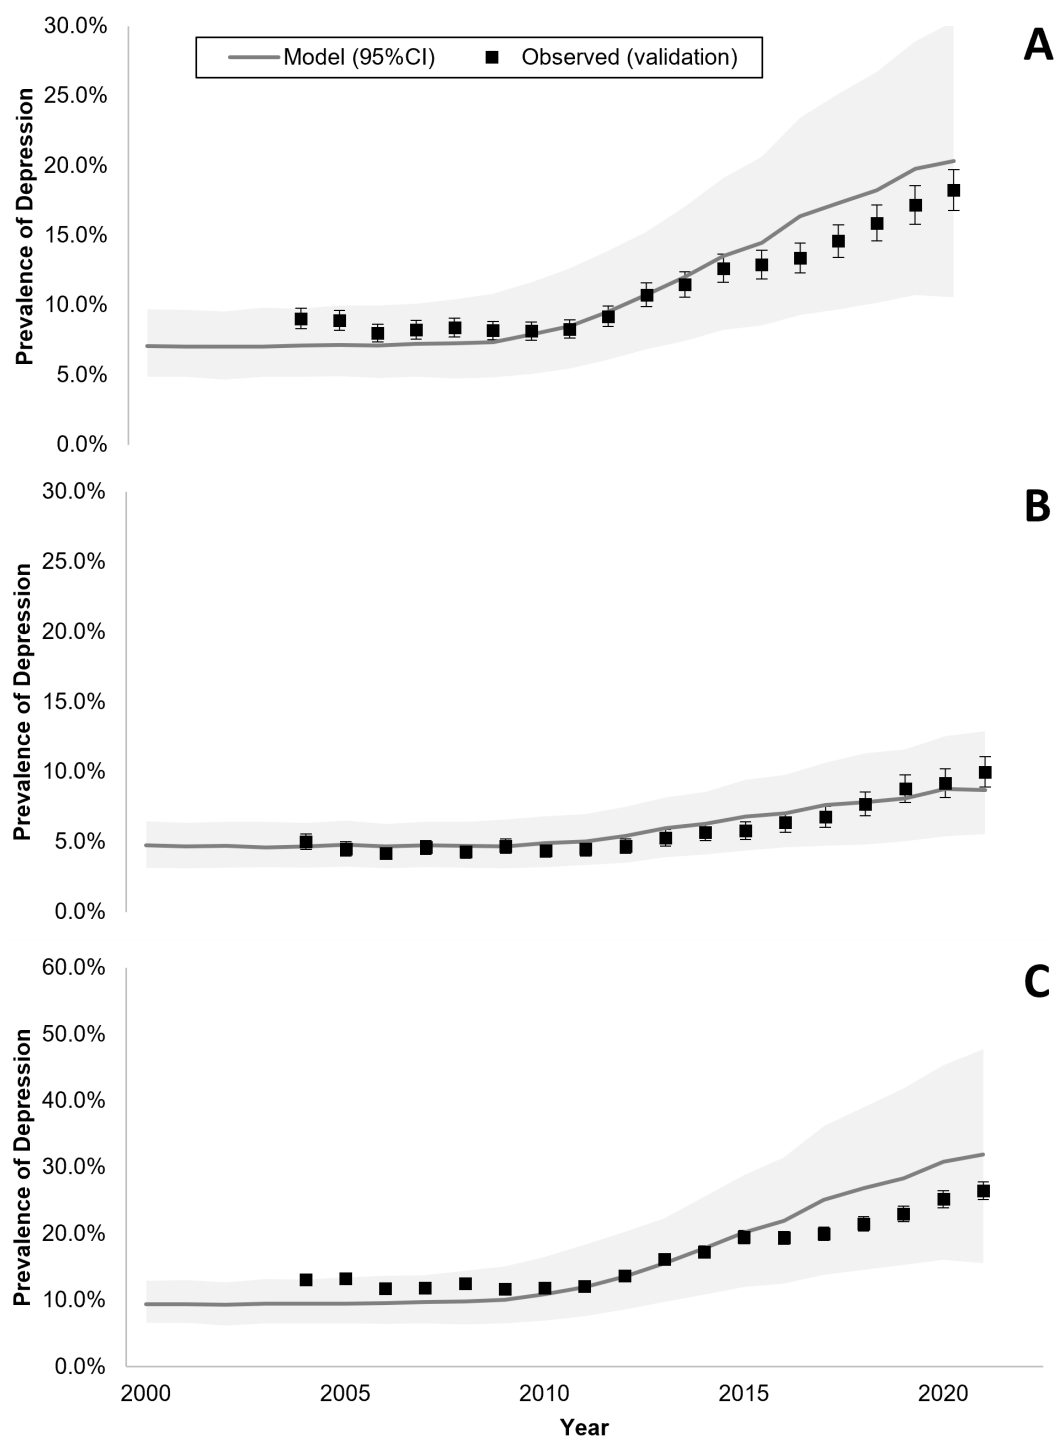 A
Model (95%CI)
Observed (validation)
Prevalence of Depression
30.0%
25.0%
20.0%
15.0%
10.0%
5.0%
0.0%
B
Prevalence of Depression
30.0%
25.0%
20.0%
15.0%
10.0%
5.0%
0.0%
C
Prevalence of Depression
60.0%
50.0%
40.0%
30.0%
20.0%
10.0%
0.0%
2000 2005 2010 2015 2020
Year